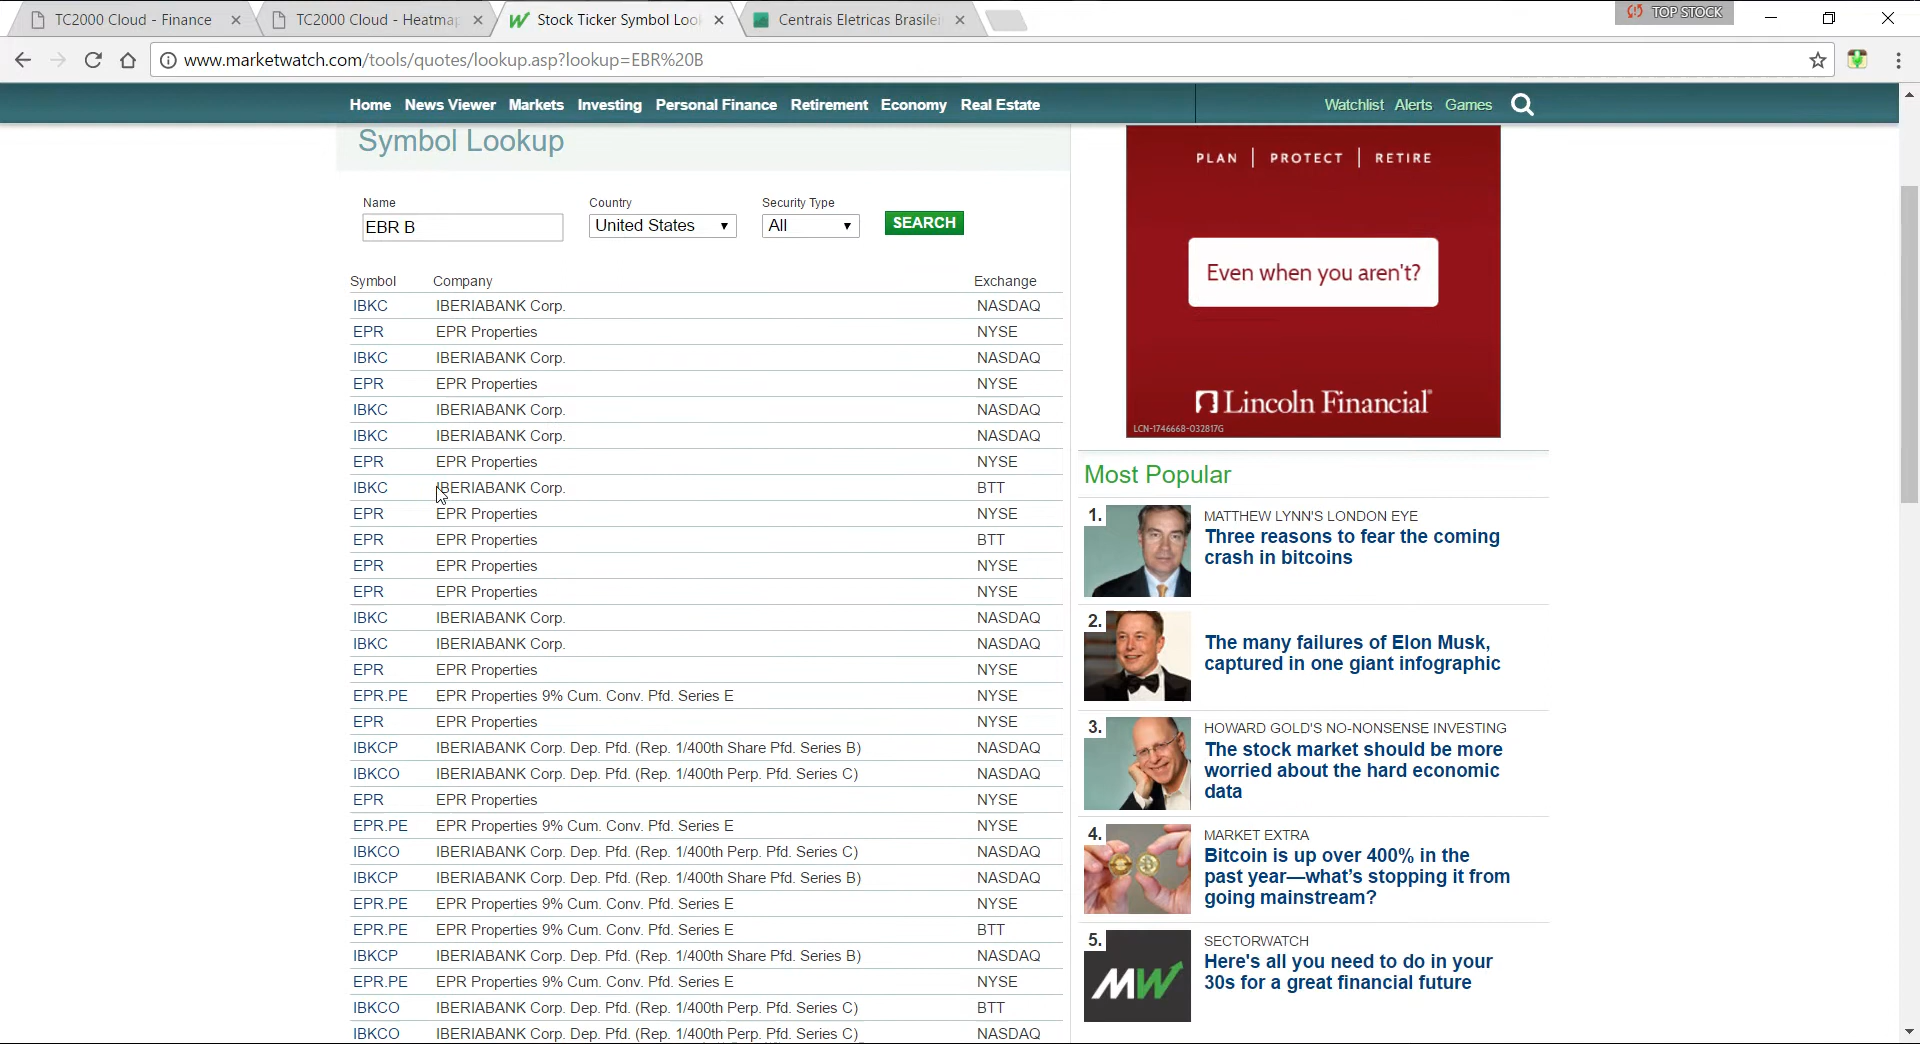 TC2000 Cloud - Finance
TC2000 Cloud - Heatmap
Stock Ticker Symbol Loo
Centrais Eletricas Brasilei
TOP STOCK
www.marketwatch.com/tools/quotes/lookup.asp?lookup=EBR%20B
Home News Viewer Markets Investing Personal Finance Retirement Economy Real Estate
Watchlist Alerts Games
Symbol Lookup
Name Country Security Type
EBR B United States All SEARCH
Symbol Company Exchange
IBKC IBERIABANK Corp. NASDAQ
EPR EPR Properties NYSE
IBKC IBERIABANK Corp. NASDAQ
EPR EPR Properties NYSE
IBKC IBERIABANK Corp. NASDAQ
IBKC IBERIABANK Corp. NASDAQ
EPR EPR Properties NYSE
IBKC IBERIABANK Corp. BTT
EPR EPR Properties NYSE
EPR EPR Properties BTT
EPR EPR Properties NYSE
EPR EPR Properties NYSE
IBKC IBERIABANK Corp. NASDAQ
IBKC IBERIABANK Corp. NASDAQ
EPR EPR Properties NYSE
EPR.PE EPR Properties 9% Cum. Conv. Pfd. Series E NYSE
EPR EPR Properties NYSE
IBKCP IBERIABANK Corp. Dep. Pfd. (Rep. 1/400th Share Pfd. Series B) NASDAQ
IBKCO IBERIABANK Corp. Dep. Pfd. (Rep. 1/400th Perp. Pfd. Series C) NASDAQ
EPR EPR Properties NYSE
EPR.PE EPR Properties 9% Cum. Conv. Pfd. Series E NYSE
IBKCO IBERIABANK Corp. Dep. Pfd. (Rep. 1/400th Perp. Pfd. Series C) NASDAQ
IBKCP IBERIABANK Corp. Dep. Pfd. (Rep. 1/400th Share Pfd. Series B) NASDAQ
EPR.PE EPR Properties 9% Cum. Conv. Pfd. Series E NYSE
EPR.PE EPR Properties 9% Cum. Conv. Pfd. Series E BTT
IBKCP IBERIABANK Corp. Dep. Pfd. (Rep. 1/400th Share Pfd. Series B) NASDAQ
EPR.PE EPR Properties 9% Cum. Conv. Pfd. Series E NYSE
IBKCO IBERIABANK Corp. Dep. Pfd. (Rep. 1/400th Perp. Pfd. Series C) BTT
IBKCO IBERIABANK Corp. Dep. Pfd. (Rep. 1/400th Perp. Pfd. Series C) NASDAQ
PLAN | PROTECT | RETIRE
Even when you aren't?
Lincoln Financial®
LCN-1746668-032817G
Most Popular
1. MATTHEW LYNN'S LONDON EYE
Three reasons to fear the coming
crash in bitcoins
2. The many failures of Elon Musk,
captured in one giant infographic
3. HOWARD GOLD'S NO-NONSENSE INVESTING
The stock market should be more
worried about the hard economic
data
4. MARKET EXTRA
Bitcoin is up over 400% in the
past year—what's stopping it from
going mainstream?
5. SECTORWATCH
Here's all you need to do in your
30s for a great financial future
MW